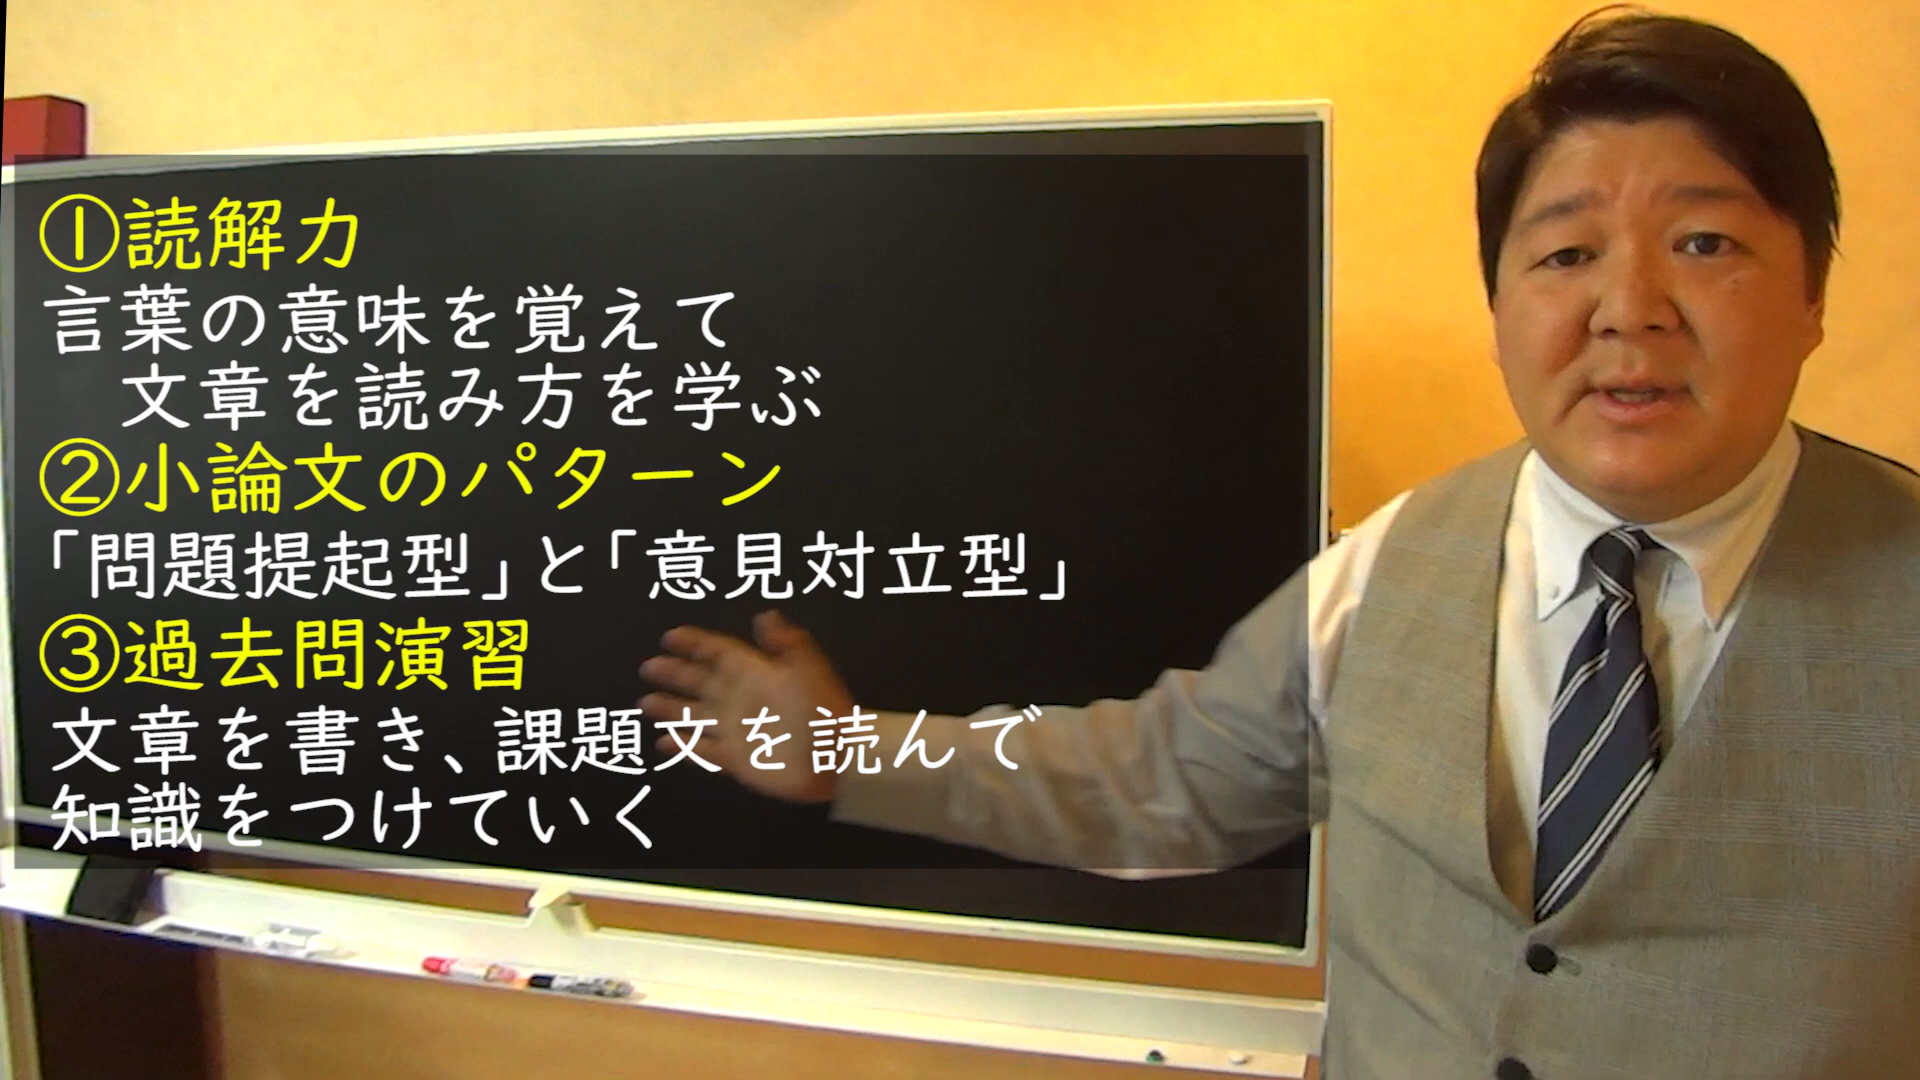 ①読解力
言葉の意味を覚えて
文章を読み方を学ぶ
②小論文のパターン
「問題提起型」と「意見対立型」
③過去問演習
文章を書き、課題文を読んで
知識をつけていく